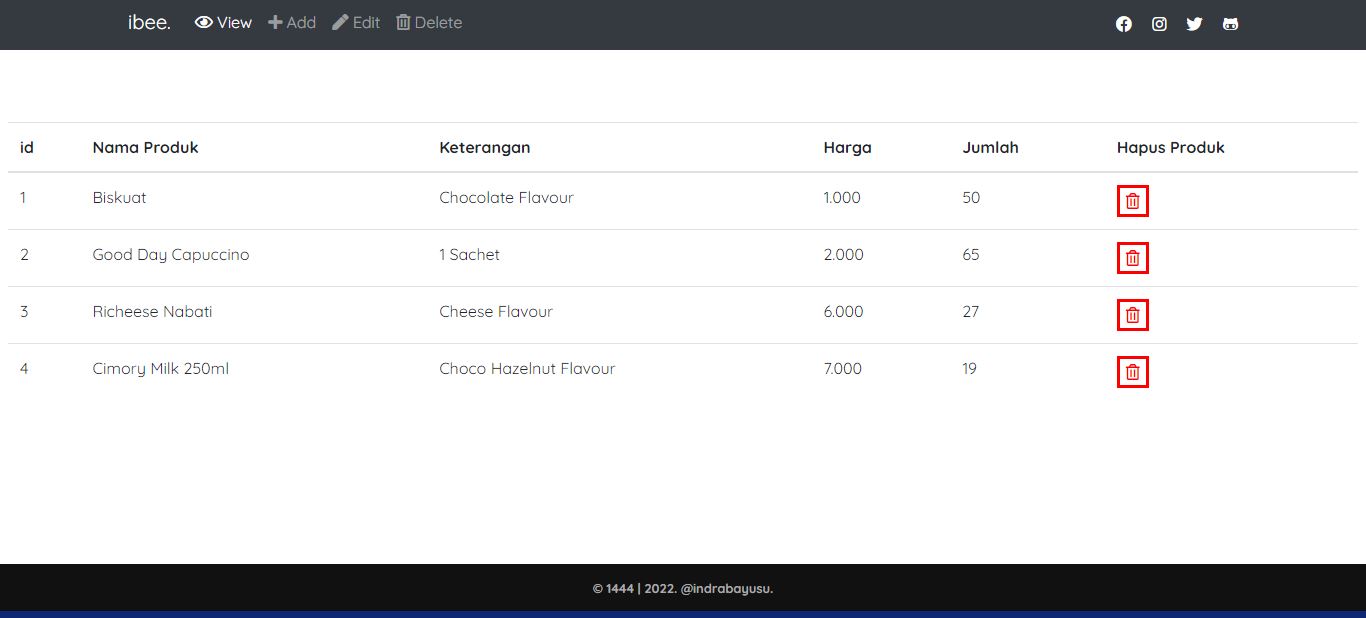 ibee. View Add Edit Delete
id Nama Produk Keterangan Harga Jumlah Hapus Produk
1 Biskuat Chocolate Flavour 1.000 50
2 Good Day Capuccino 1 Sachet 2.000 65
3 Richeese Nabati Cheese Flavour 6.000 27
4 Cimory Milk 250ml Choco Hazelnut Flavour 7.000 19
© 1444 | 2022. @indrabayusu.